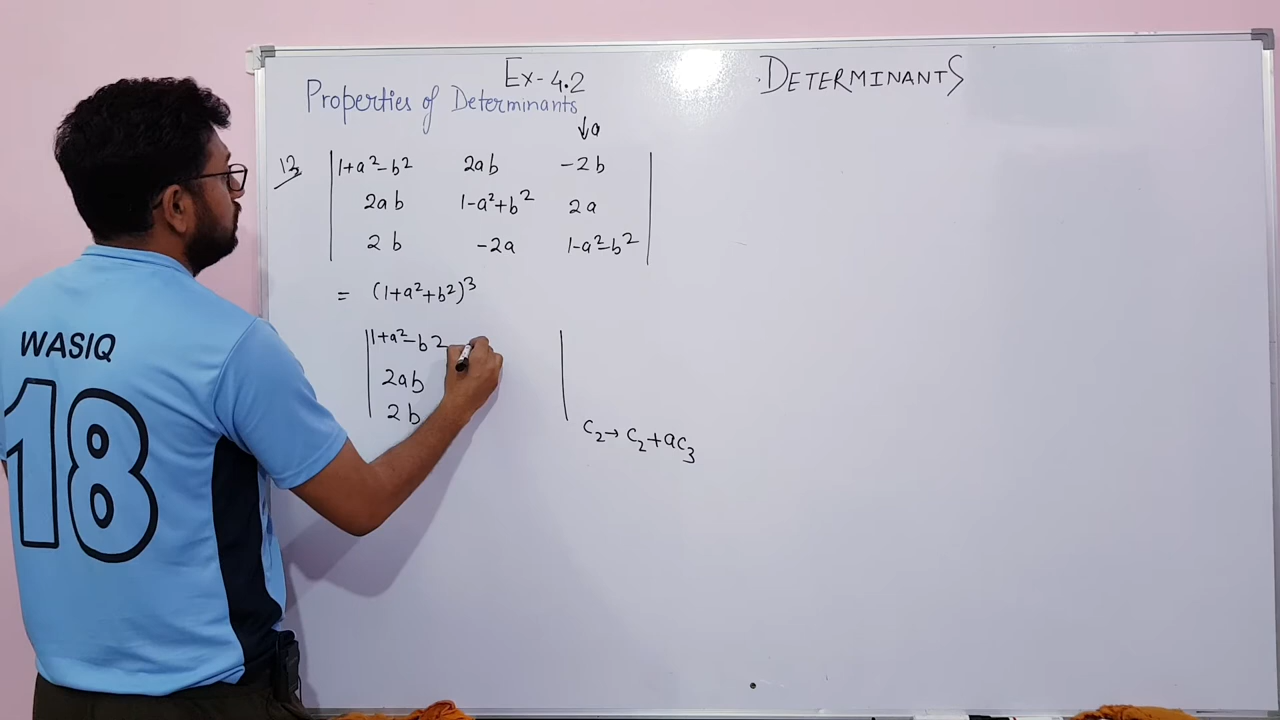 Ex-4.2
DETERMINANTS
Properties of Determinants
↓a
13,
1+a²-b² 2ab -2b
2ab 1-a²+b² 2a
2b -2a 1-a²-b²
= (1+a²+b²)³
1+a²-b²
2ab
2b
C₂→C₂+aC₃
WASIQ
18